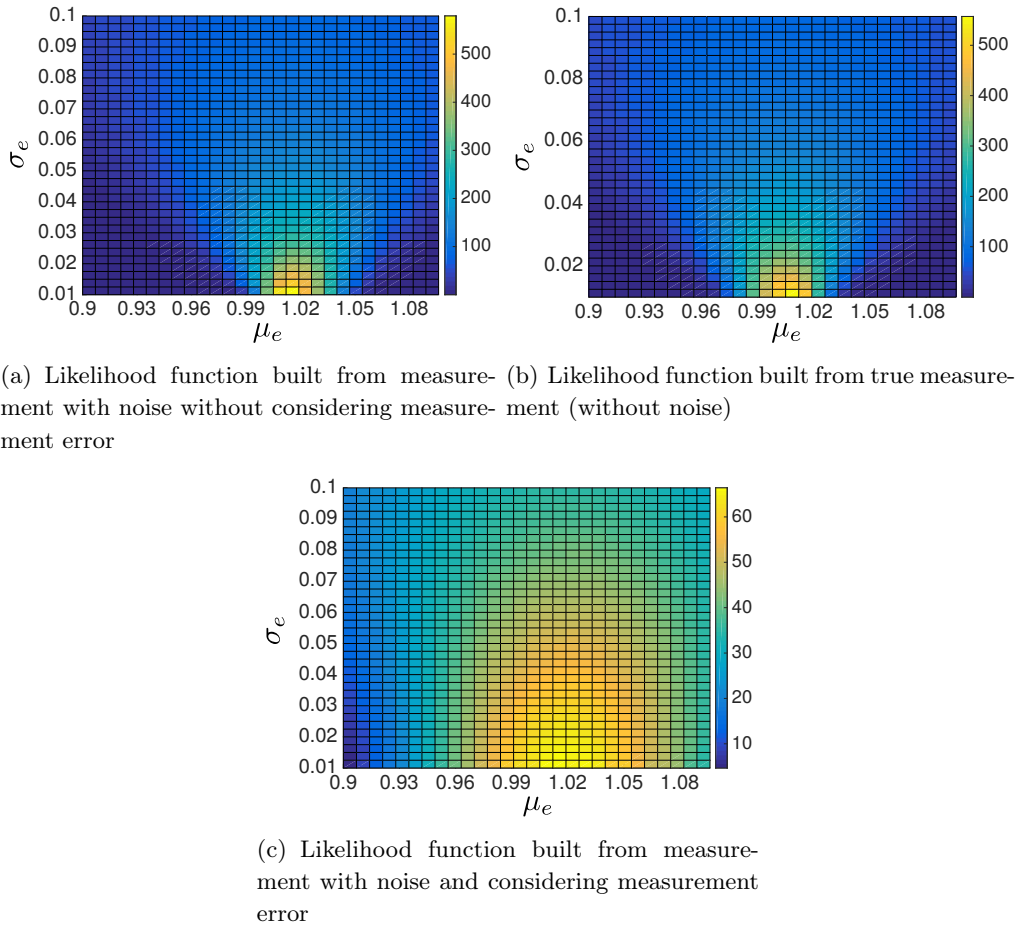 0.1
0.09
0.08
0.07
0.06
0.05
0.04
0.03
0.02
0.01
σe
0.9 0.93 0.96 0.99 1.02 1.05 1.08
μe
500
400
300
200
100
0.1
0.08
0.06
0.04
0.02
σe
0.9 0.93 0.96 0.99 1.02 1.05 1.08
μe
500
400
300
200
100
(a) Likelihood function built from measure-
ment with noise without considering measure-
ment error
(b) Likelihood function built from true measure-
ment (without noise)
0.1
0.09
0.08
0.07
0.06
0.05
0.04
0.03
0.02
0.01
σe
0.9 0.93 0.96 0.99 1.02 1.05 1.08
μe
60
50
40
30
20
10
(c) Likelihood function built from measure-
ment with noise and considering measurement
error